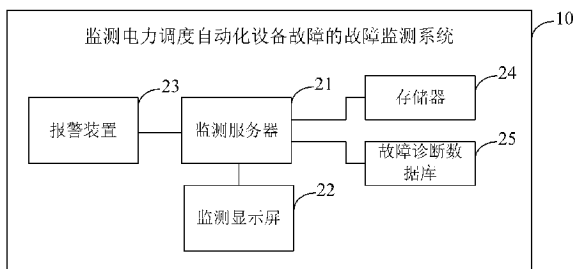 监测电力调度自动化设备故障的故障监测系统
10
23
21
24
报警装置
监测服务器
存储器
25
故障诊断数
据库
22
监测显示屏